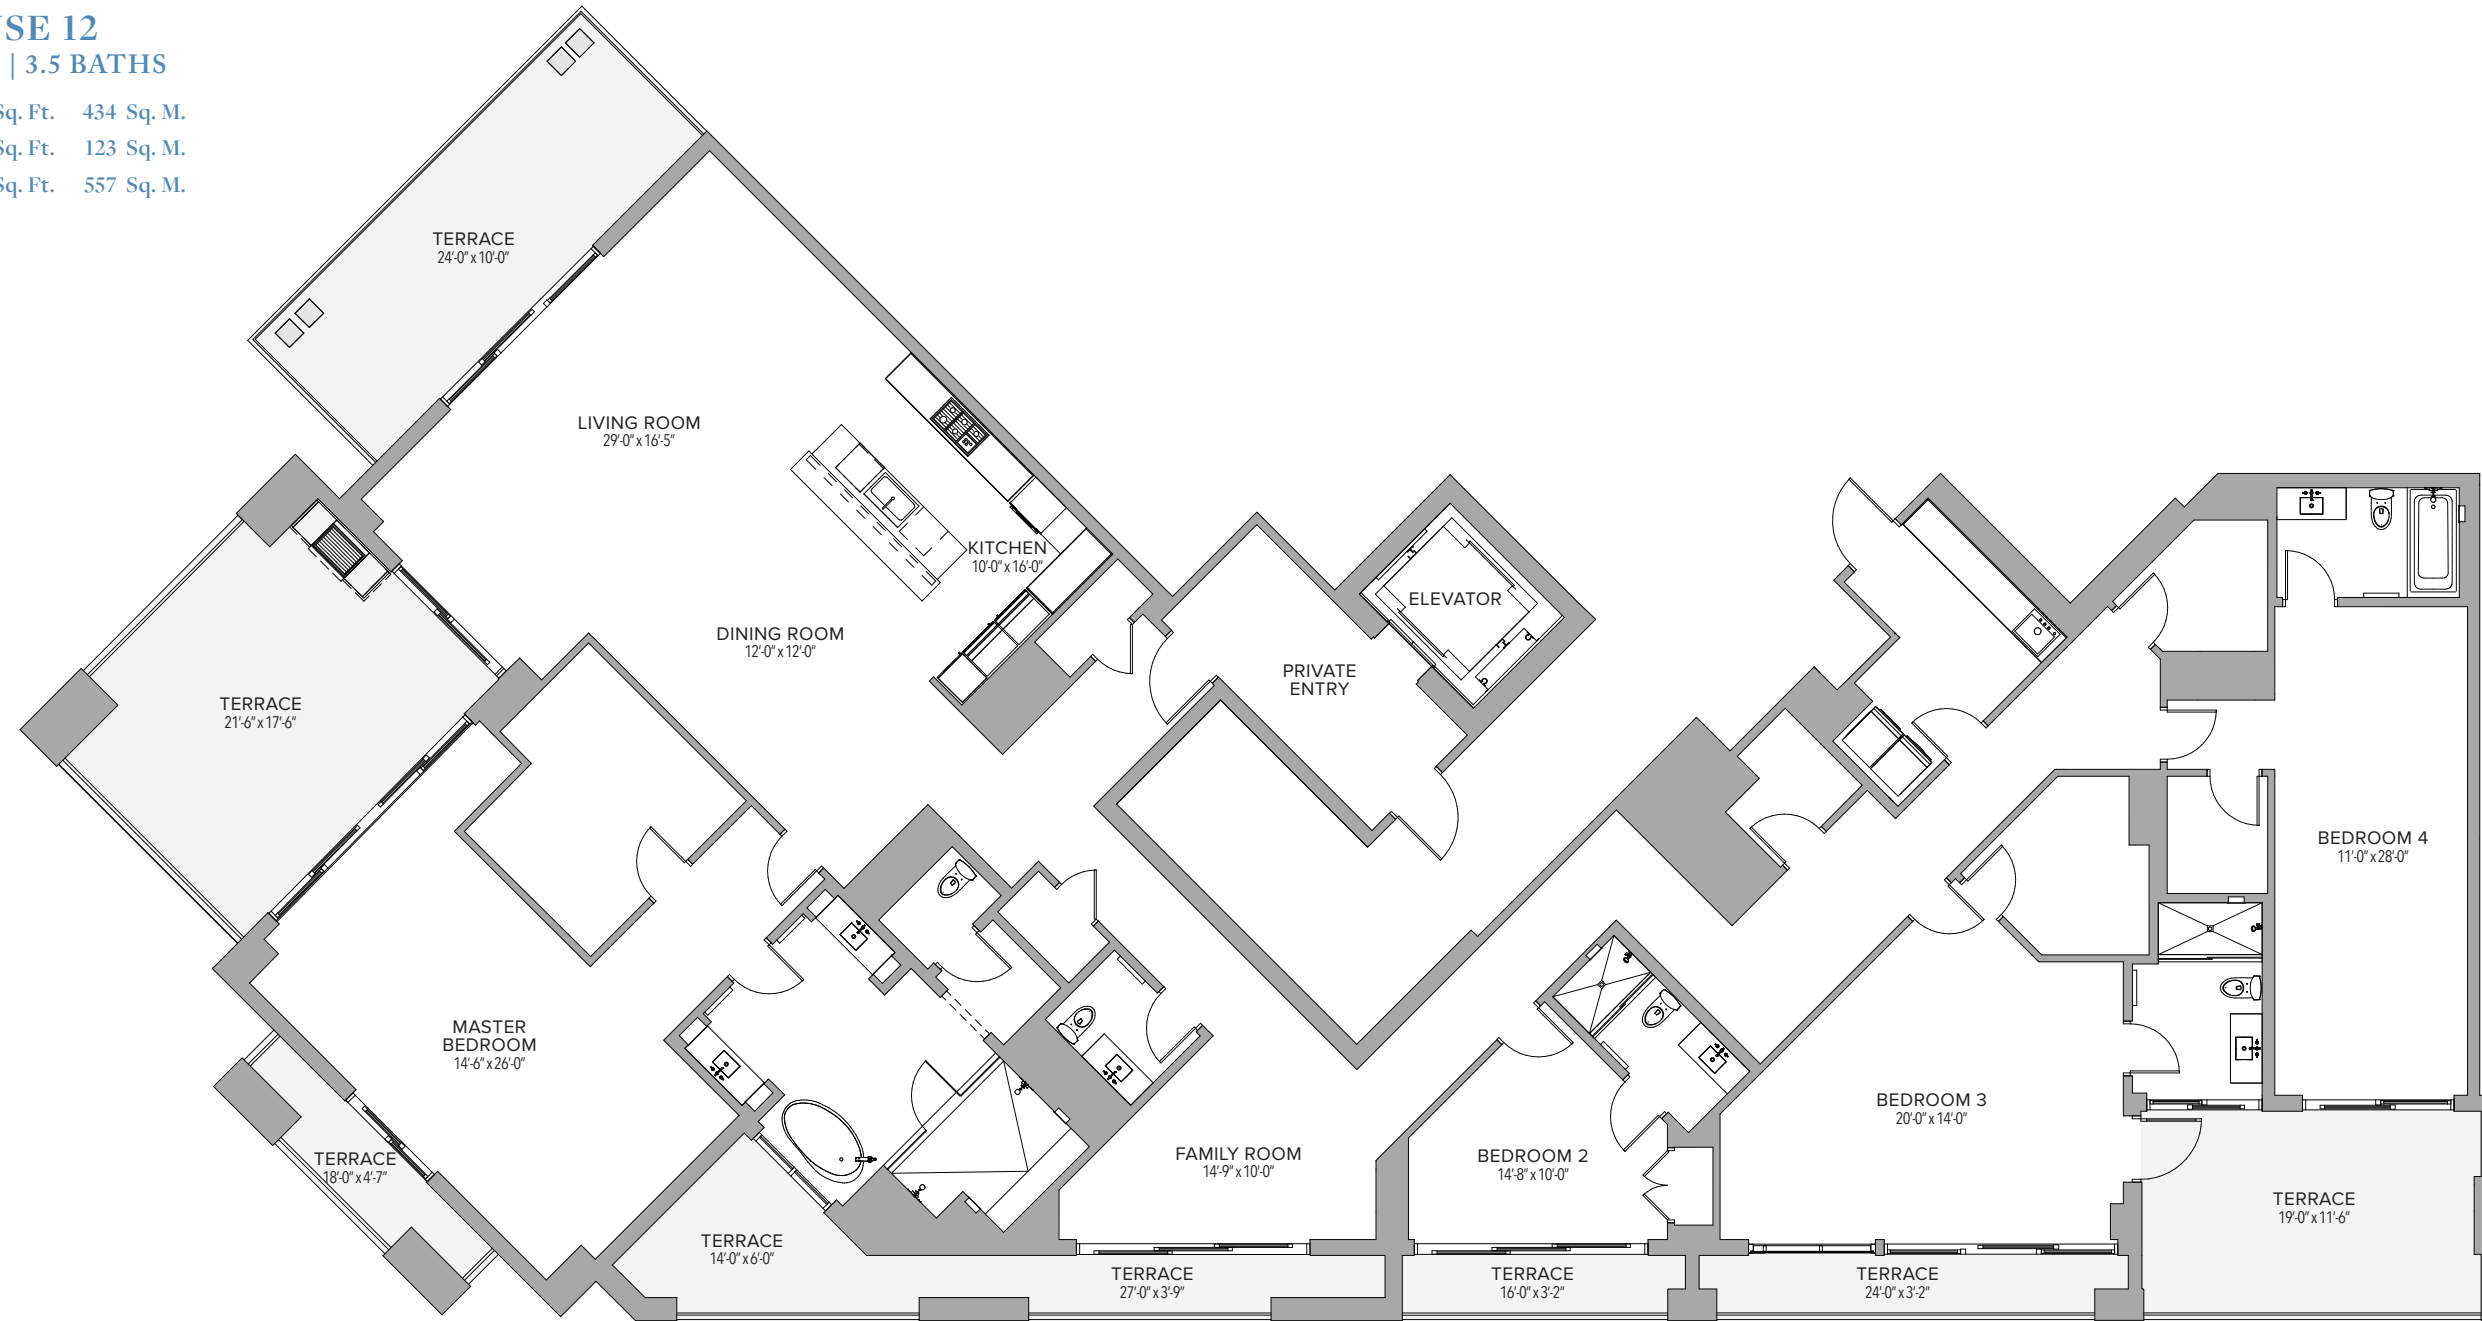 USE 12
| 3.5 BATHS
Sq. Ft. 434 Sq. M.
Sq. Ft. 123 Sq. M.
Sq. Ft. 557 Sq. M.
TERRACE
24'-0" x 10'-0"
LIVING ROOM
29'-0" x 16'-5"
KITCHEN
10'-0" x 16'-0"
ELEVATOR
DINING ROOM
12'-0" x 12'-0"
PRIVATE
ENTRY
TERRACE
21'-6" x 17'-6"
BEDROOM 4
11'-0" x 28'-0"
MASTER
BEDROOM
14'-6" x 26'-0"
BEDROOM 3
20'-0" x 14'-0"
TERRACE
18'-0" x 4'-7"
FAMILY ROOM
14'-9" x 10'-0"
BEDROOM 2
14'-8" x 10'-0"
TERRACE
19'-0" x 11'-6"
TERRACE
14'-0" x 6'-0"
TERRACE
27'-0" x 3'-9"
TERRACE
16'-0" x 3'-2"
TERRACE
24'-0" x 3'-2"